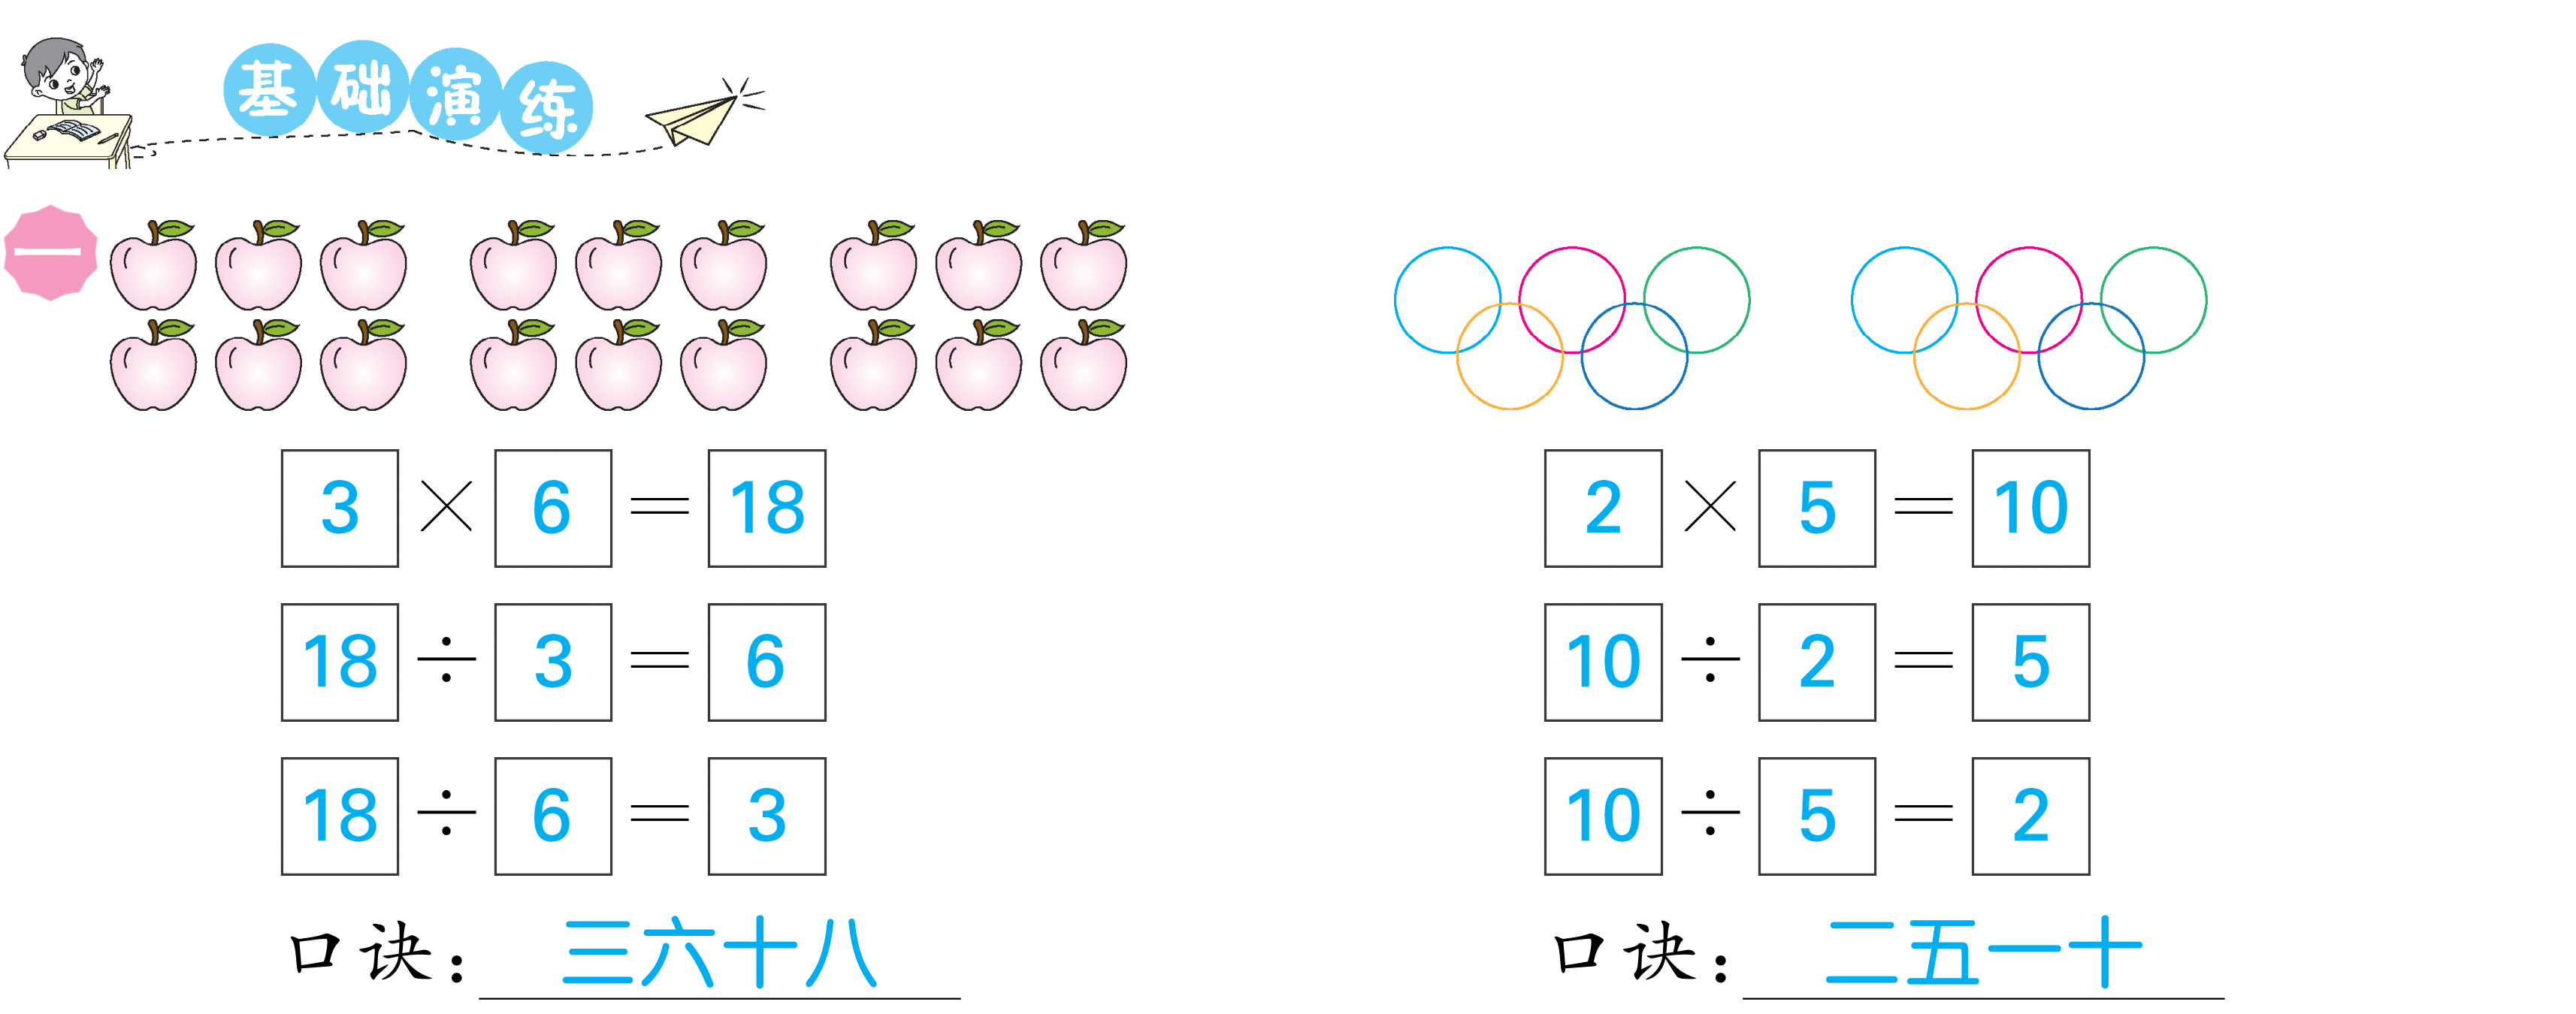 基础演练
一
3 × 6 = 18
18 ÷ 3 = 6
18 ÷ 6 = 3
口诀：三六十八
2 × 5 = 10
10 ÷ 2 = 5
10 ÷ 5 = 2
口诀：二五一十